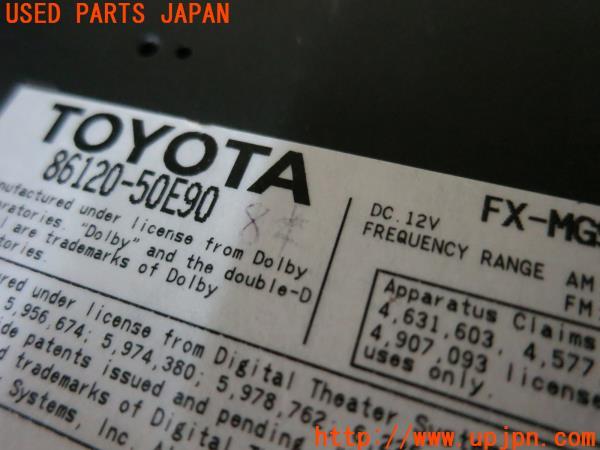 USED PARTS JAPAN
TOYOTA
86120-50E90
nufactured under license from Dolby
oratories. "Dolby" and the double-D
l are trademarks of Dolby
tories.
DC. 12V
FX-MG
FREQUENCY RANGE AM
FM
Apparatus Claims
4,631,603, 4,577
4,907,093 license
uses only.
ured under license from Digital Theater Sys
5,956,674; 5,974,380; 5,978,762
ide patents issued and pending
d trademarks of Digital T
Systems, Inc.
http://www.upjpn.com